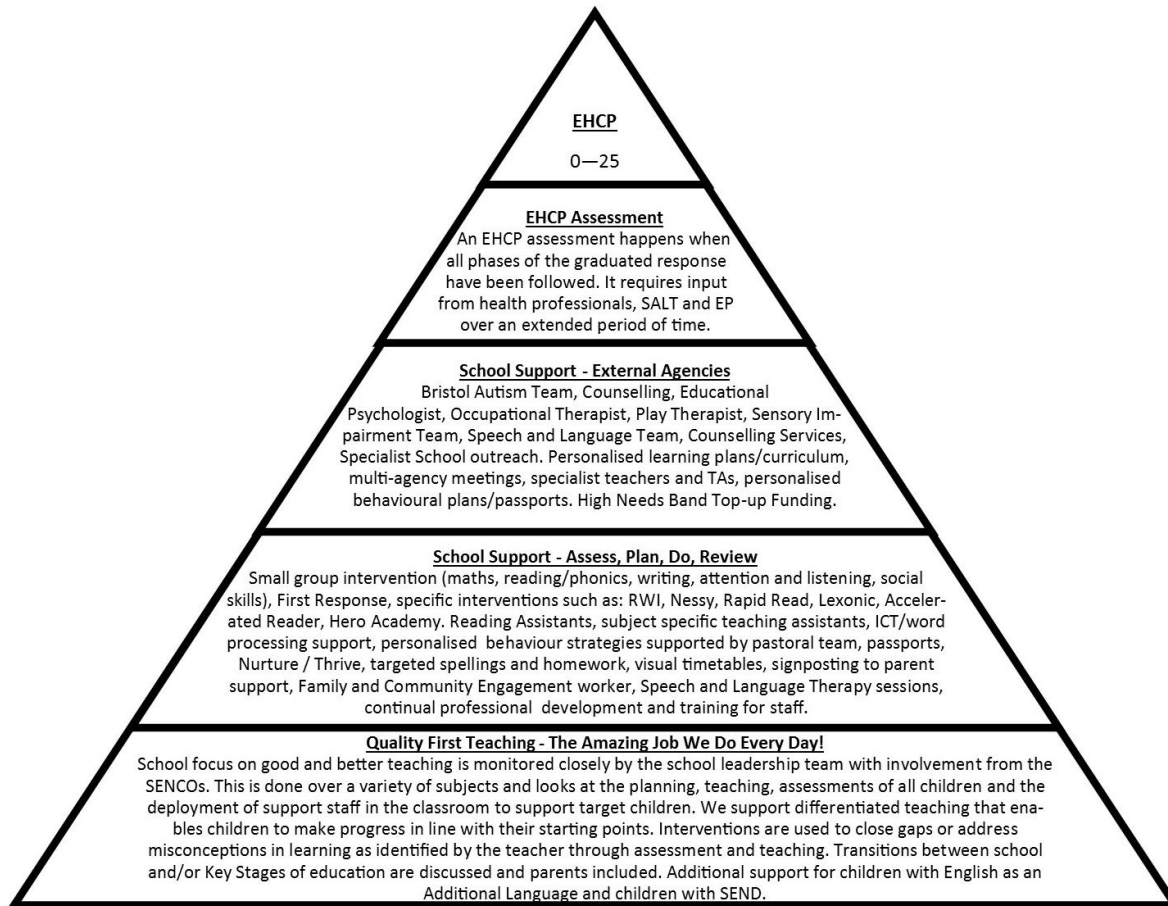 EHCP
0—25
EHCP Assessment
An EHCP assessment happens when
all phases of the graduated response
have been followed. It requires input
from health professionals, SALT and EP
over an extended period of time.
School Support - External Agencies
Bristol Autism Team, Counselling, Educational
Psychologist, Occupational Therapist, Play Therapist, Sensory Im-
pairment Team, Speech and Language Team, Counselling Services,
Specialist School outreach. Personalised learning plans/curriculum,
multi-agency meetings, specialist teachers and TAs, personalised
behavioural plans/passports. High Needs Band Top-up Funding.
School Support - Assess, Plan, Do, Review
Small group intervention (maths, reading/phonics, writing, attention and listening, social
skills), First Response, specific interventions such as: RWI, Nessy, Rapid Read, Lexonic, Acceler-
ated Reader, Hero Academy. Reading Assistants, subject specific teaching assistants, ICT/word
processing support, personalised behaviour strategies supported by pastoral team, passports,
Nurture / Thrive, targeted spellings and homework, visual timetables, signposting to parent
support, Family and Community Engagement worker, Speech and Language Therapy sessions,
continual professional development and training for staff.
Quality First Teaching - The Amazing Job We Do Every Day!
School focus on good and better teaching is monitored closely by the school leadership team with involvement from the
SENCOs. This is done over a variety of subjects and looks at the planning, teaching, assessments of all children and the
deployment of support staff in the classroom to support target children. We support differentiated teaching that ena-
bles children to make progress in line with their starting points. Interventions are used to close gaps or address
misconceptions in learning as identified by the teacher through assessment and teaching. Transitions between school
and/or Key Stages of education are discussed and parents included. Additional support for children with English as an
Additional Language and children with SEND.